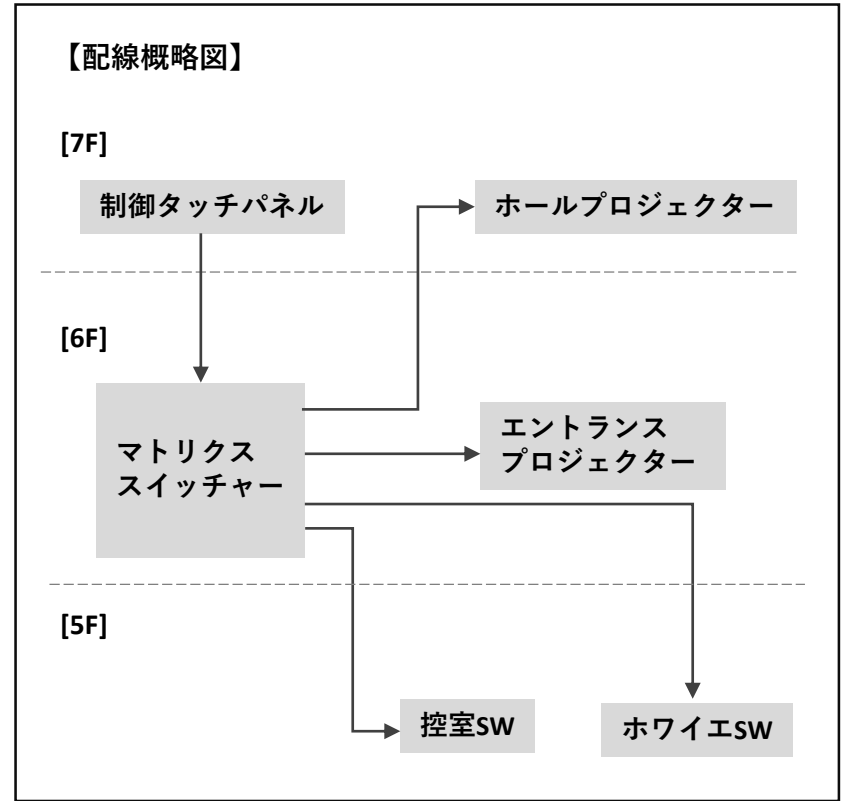 【配線概略図】
[7F]
制御タッチパネル
ホールプロジェクター
[6F]
マトリクス
スイッチャー
エントランス
プロジェクター
[5F]
控室SW
ホワイエSW